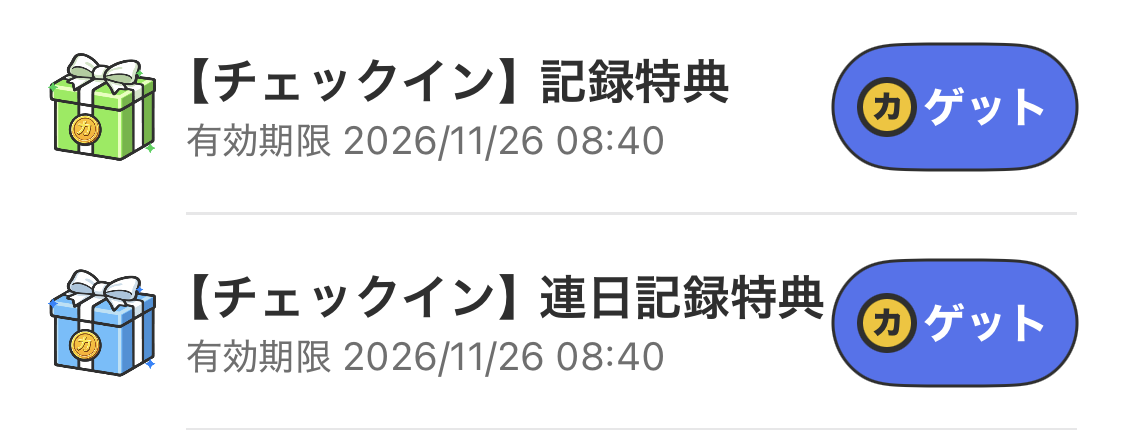 【チェックイン】記録特典
有効期限 2026/11/26 08:40
カ ゲット
【チェックイン】連日記録特典
有効期限 2026/11/26 08:40
カ ゲット